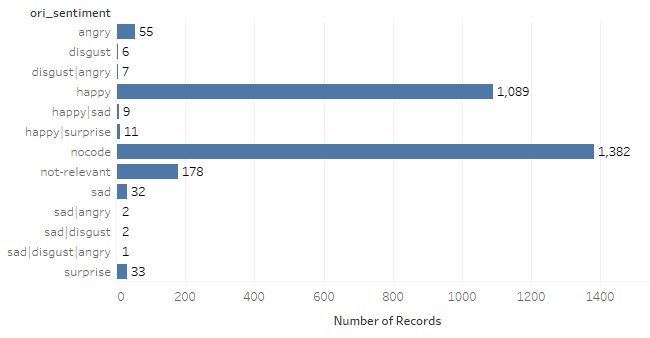 ori_sentiment
angry 55
disgust 6
disgust|angry 7
happy 1,089
happy|sad 9
happy|surprise 11
nocode 1,382
not-relevant 178
sad 32
sad|angry 2
sad|disgust 2
sad|disgust|angry 1
surprise 33
0 200 400 600 800 1000 1200 1400
Number of Records